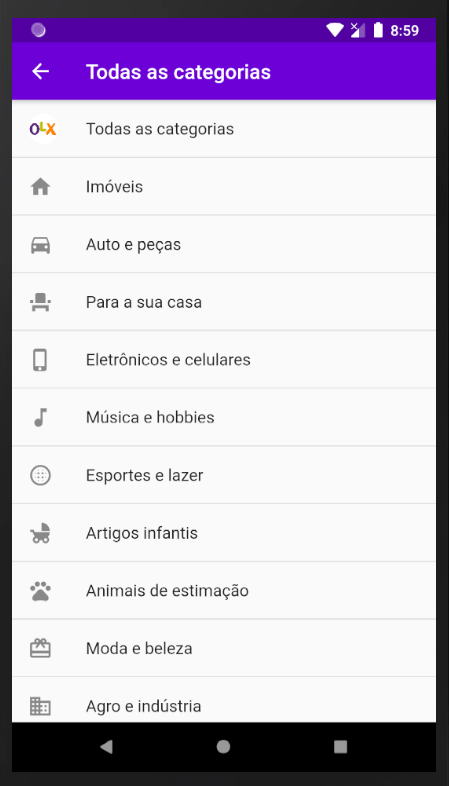 8:59
Todas as categorias
OLX Todas as categorias
Imóveis
Auto e peças
Para a sua casa
Eletrônicos e celulares
Música e hobbies
Esportes e lazer
Artigos infantis
Animais de estimação
Moda e beleza
Agro e indústria